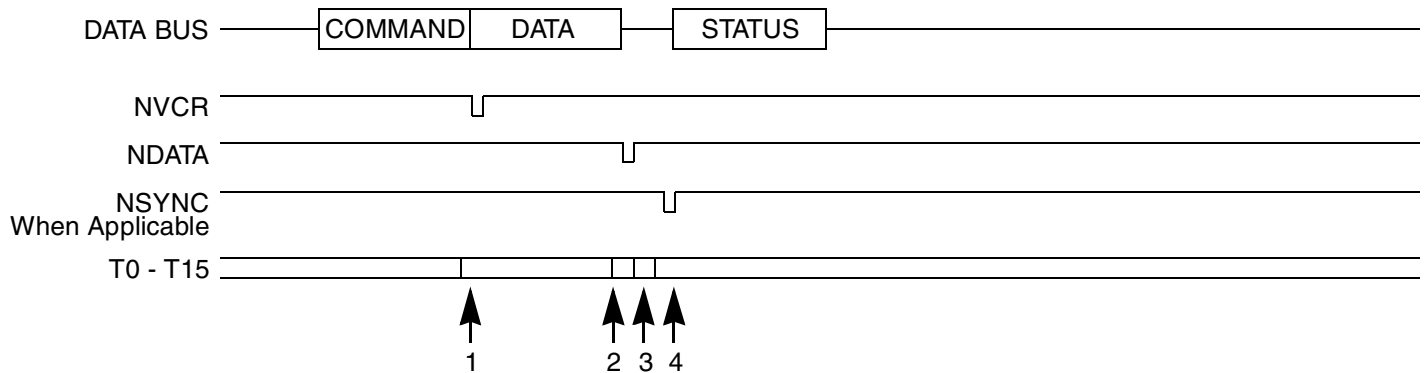 DATA BUS COMMAND DATA STATUS
NVCR
NDATA
NSYNC
When Applicable
T0 - T15
1 2 3 4